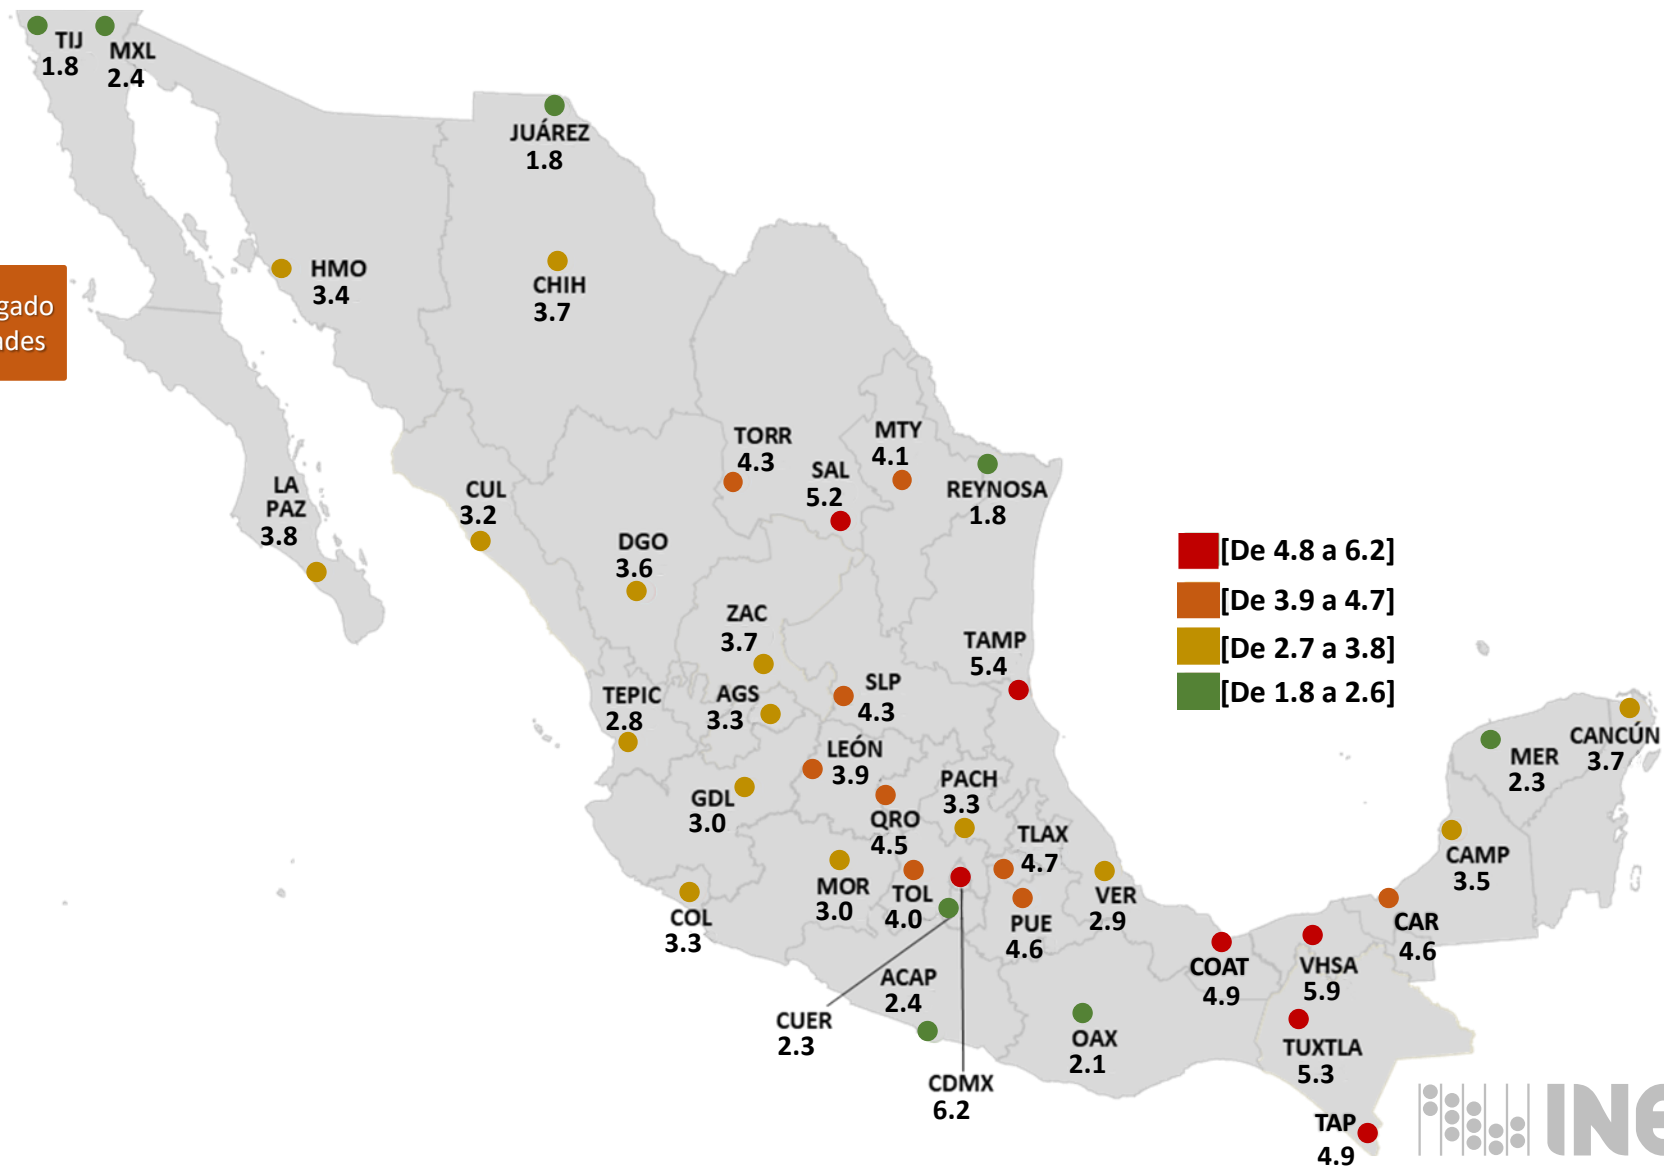 TIJ
1.8
MXL
2.4
JUÁREZ
1.8
HMO
3.4
CHIH
3.7
TORR
4.3
MTY
4.1
SAL
5.2
REYNOSA
1.8
LA
PAZ
3.8
CUL
3.2
DGO
3.6
[De 4.8 a 6.2]
[De 3.9 a 4.7]
[De 2.7 a 3.8]
[De 1.8 a 2.6]
ZAC
3.7
TAMP
5.4
TEPIC
2.8
AGS
3.3
SLP
4.3
LEÓN
3.9
GDL
3.0
QRO
4.5
PACH
3.3
TLAX
4.7
CANCÚN
3.7
MER
2.3
CAMP
3.5
MOR
3.0
TOL
4.0
PUE
4.6
VER
2.9
COL
3.3
CAR
4.6
COAT
4.9
VHSA
5.9
ACAP
2.4
CUER
2.3
OAX
2.1
TUXTLA
5.3
CDMX
6.2
TAP
4.9